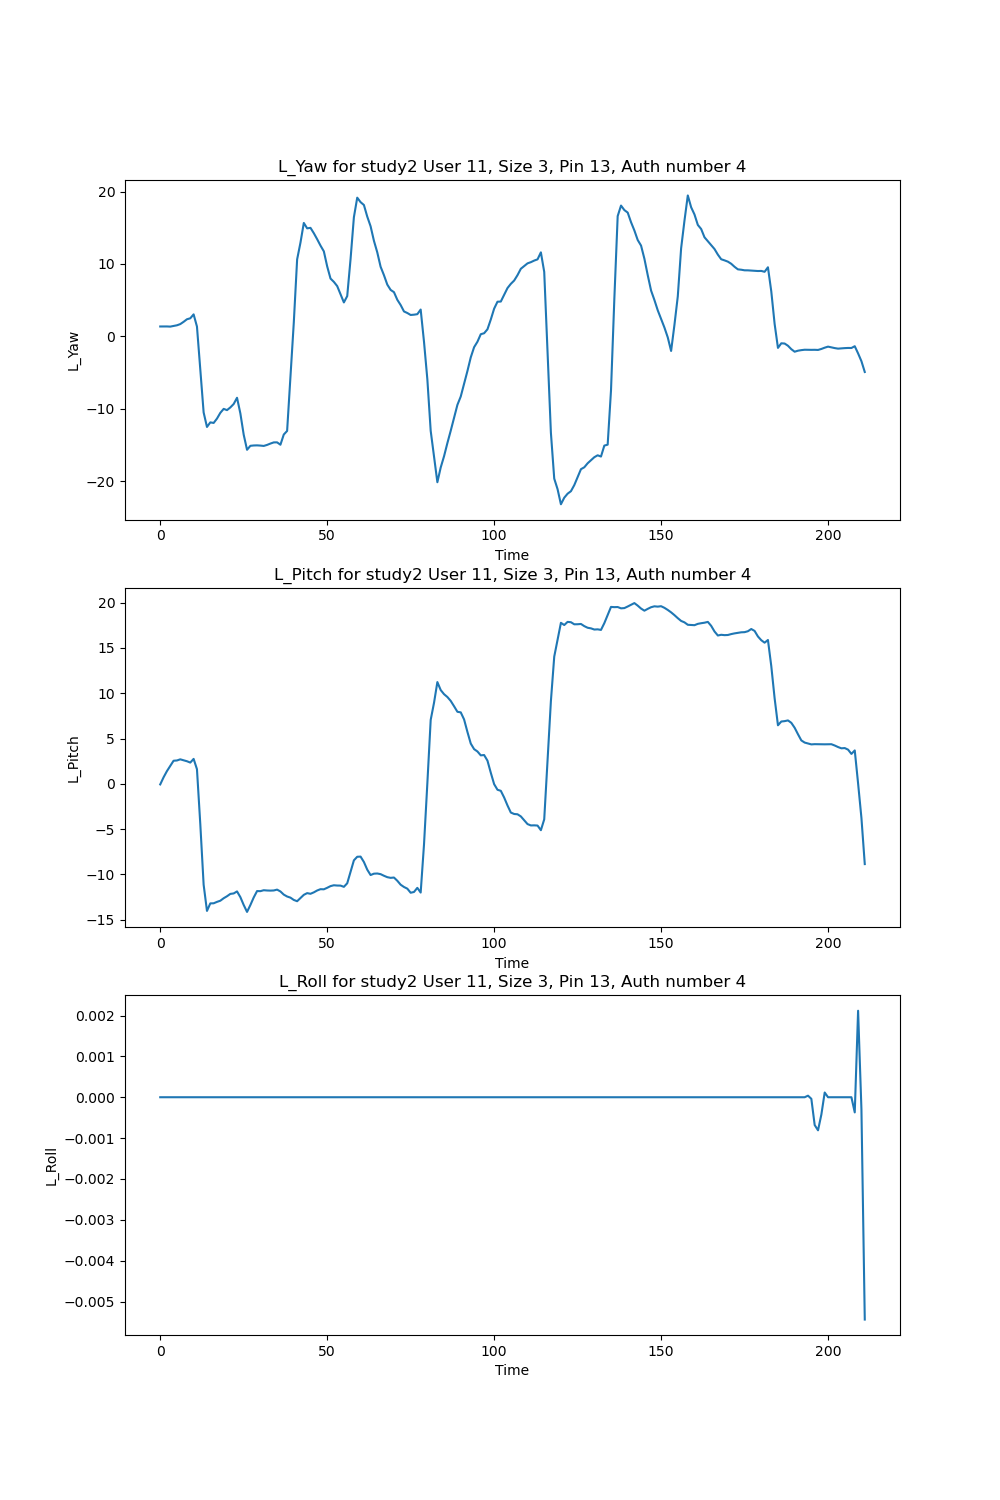 L_Yaw for study2 User 11, Size 3, Pin 13, Auth number 4
20
10
0
−10
−20
L_Yaw
0 50 100 150 200
Time
L_Pitch for study2 User 11, Size 3, Pin 13, Auth number 4
20
15
10
5
0
−5
−10
−15
L_Pitch
0 50 100 150 200
Time
L_Roll for study2 User 11, Size 3, Pin 13, Auth number 4
0.002
0.001
0.000
−0.001
−0.002
−0.003
−0.004
−0.005
L_Roll
0 50 100 150 200
Time